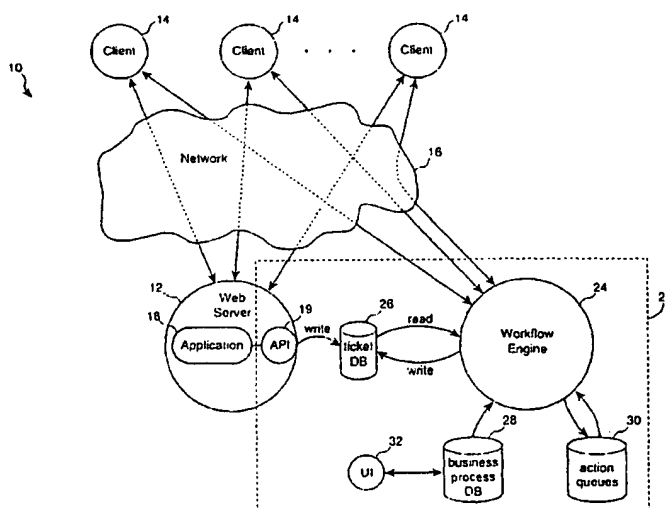 14
14
14
Client
Client
. . . .
Client
10
Network
16
12
Web
Server
18
19
Application
API
write
26
ticket
DB
read
write
24
Workflow
Engine
2
32
UI
28
business
process
DB
30
action
queues